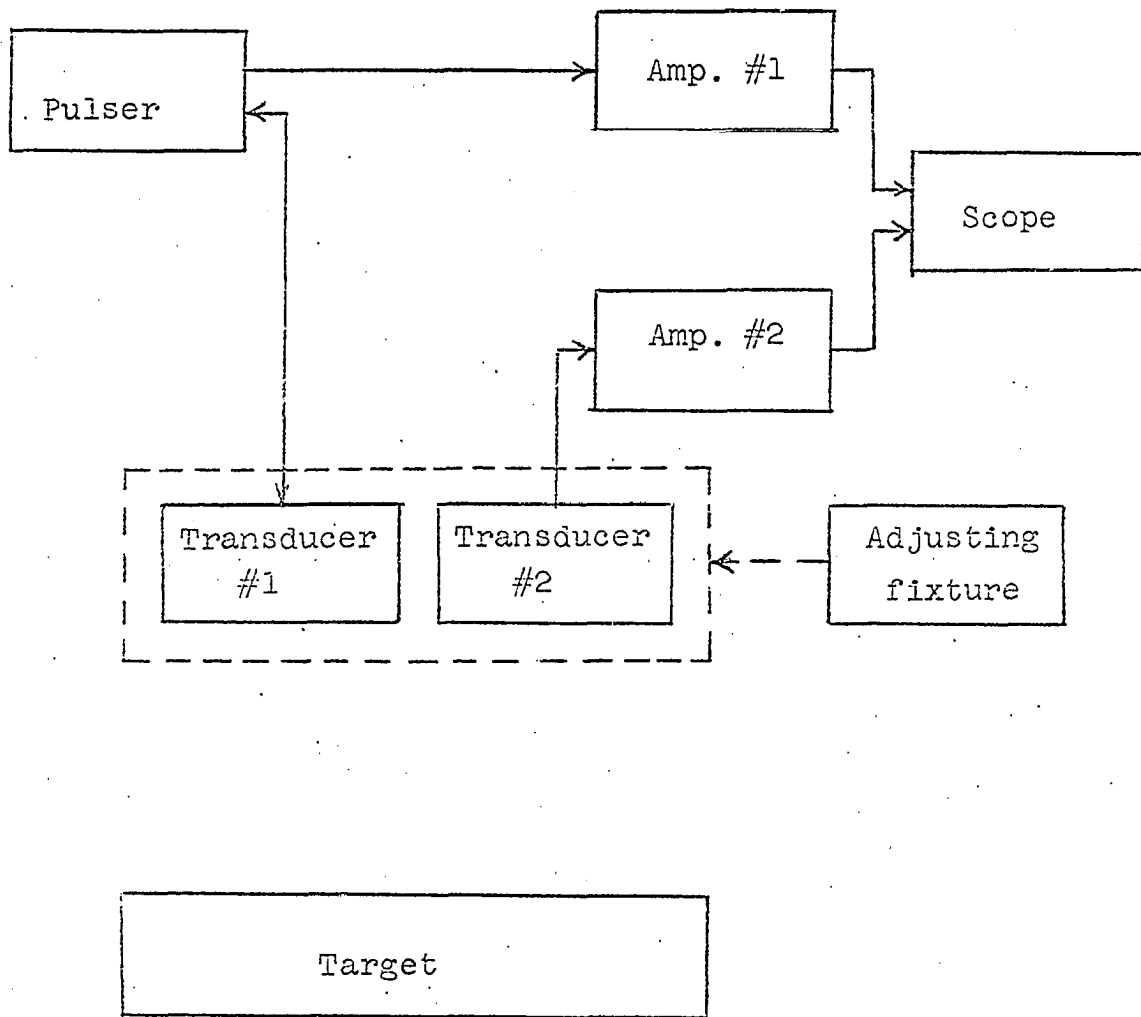 Pulser
Amp. #1
Scope
Amp. #2
Transducer
#1
Transducer
#2
Adjusting
fixture
Target